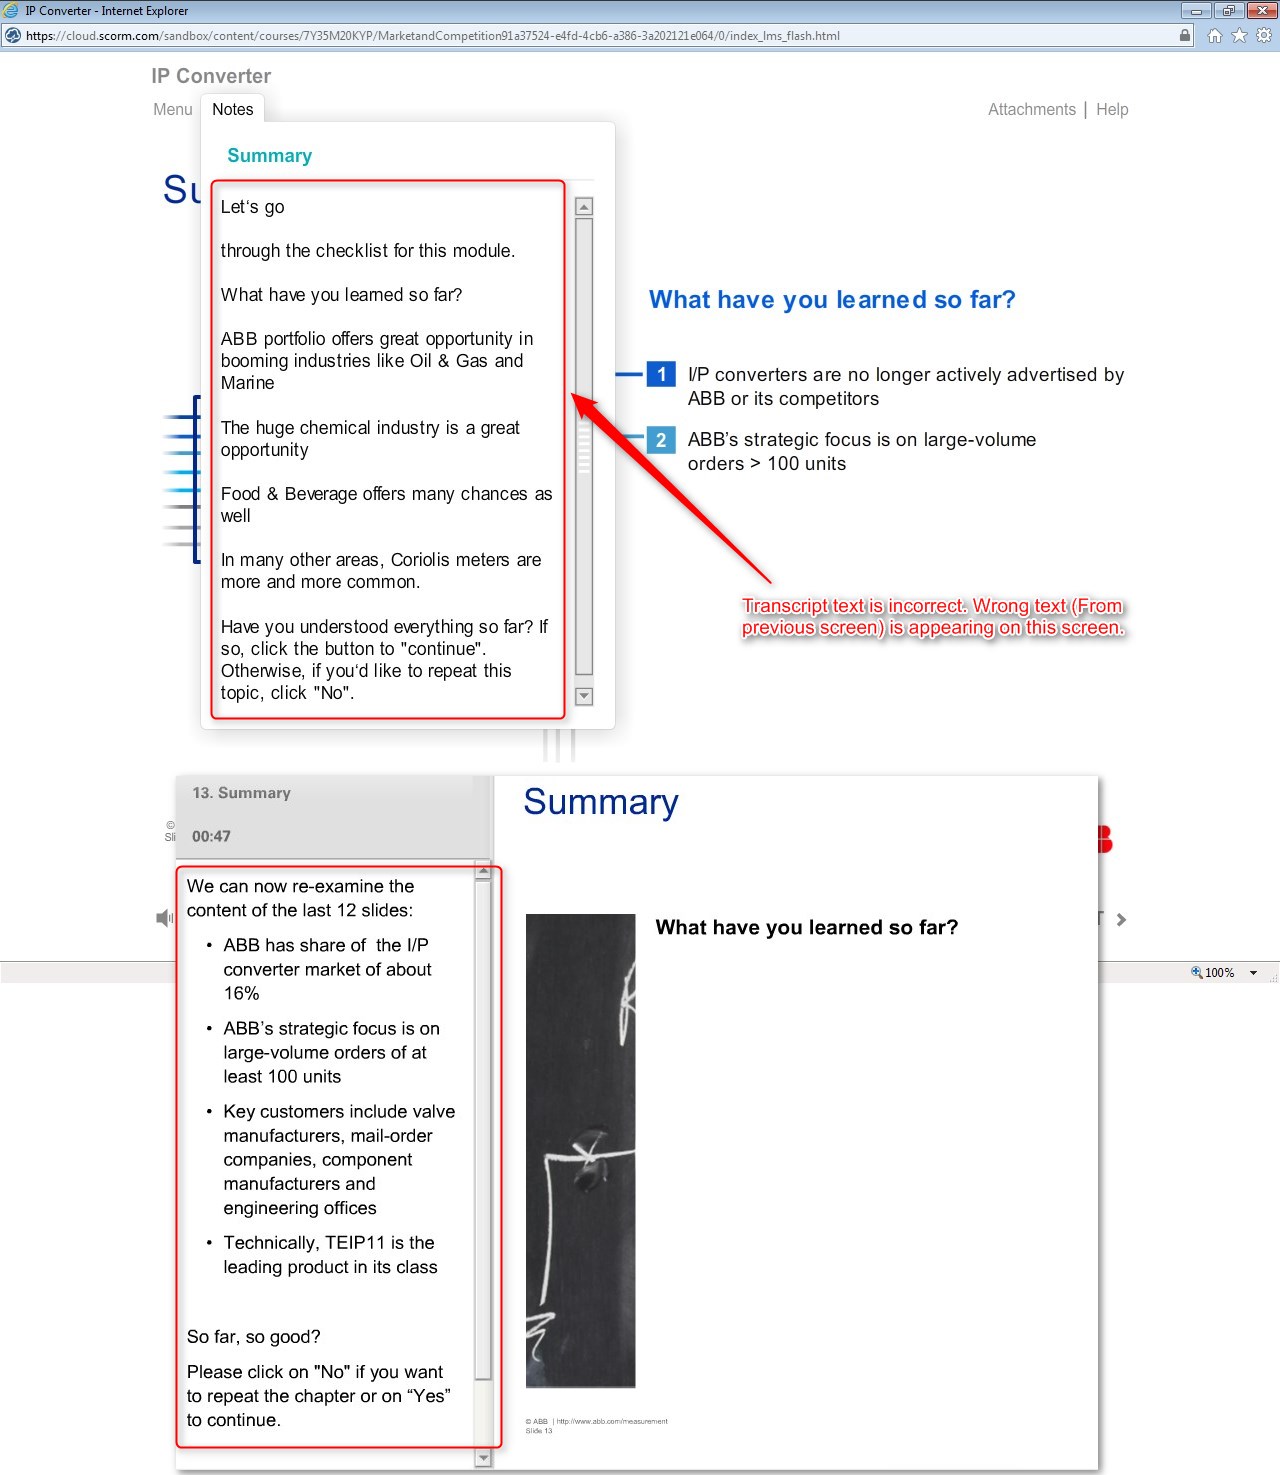 IP Converter - Internet Explorer
https://cloud.scorm.com/sandbox/content/courses/7Y35M20KYP/MarketandCompetition91a37524-e4fd-4cb6-a386-3a202121e064/0/index_lms_flash.html
IP Converter
Menu Notes Attachments | Help
Summary
Su
Let‘s go
through the checklist for this module.
What have you learned so far?
ABB portfolio offers great opportunity in
booming industries like Oil & Gas and
Marine
The huge chemical industry is a great
opportunity
Food & Beverage offers many chances as
well
In many other areas, Coriolis meters are
more and more common.
Have you understood everything so far? If
so, click the button to "continue".
Otherwise, if you‘d like to repeat this
topic, click "No".
What have you learned so far?
1 I/P converters are no longer actively advertised by
ABB or its competitors
2 ABB’s strategic focus is on large-volume
orders > 100 units
Transcript text is incorrect. Wrong text (From
previous screen) is appearing on this screen.
13. Summary
00:47
©
Sli
We can now re-examine the
content of the last 12 slides:
• ABB has share of the I/P
converter market of about
16%
• ABB’s strategic focus is on
large-volume orders of at
least 100 units
• Key customers include valve
manufacturers, mail-order
companies, component
manufacturers and
engineering offices
• Technically, TEIP11 is the
leading product in its class
So far, so good?
Please click on "No" if you want
to repeat the chapter or on “Yes”
to continue.
Summary
What have you learned so far?
© ABB | http://www.abb.com/measurement
Slide 13
B
T
100%